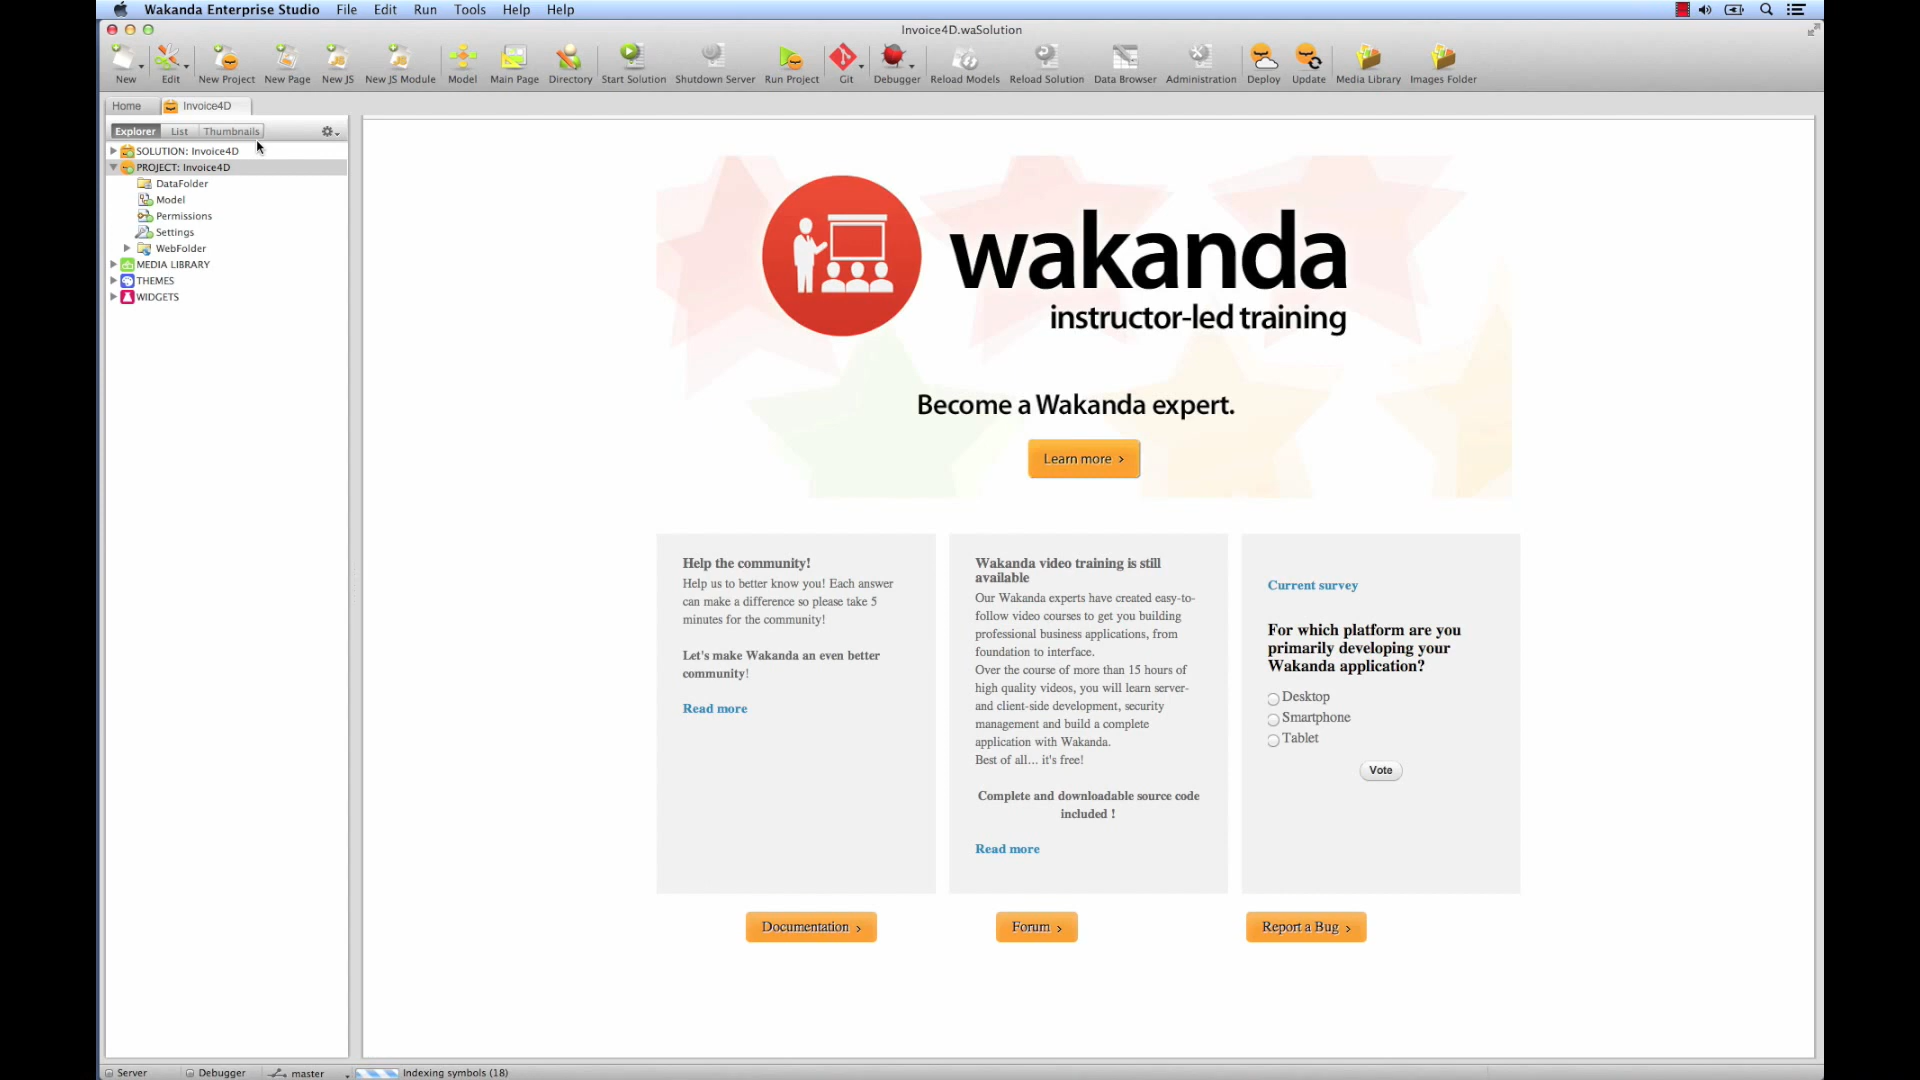 Wakanda Enterprise Studio File Edit Run Tools Help Help
Invoice4D.waSolution
New Edit New Project New Page New JS New JS Module Model Main Page Directory Start Solution Shutdown Server Run Project Git Debugger Reload Models Reload Solution Data Browser Administration Deploy Update Media Library Images Folder
Home Invoice4D
Explorer List Thumbnails
SOLUTION: Invoice4D
PROJECT: Invoice4D
DataFolder
Model
Permissions
Settings
WebFolder
MEDIA LIBRARY
THEMES
WIDGETS
wakanda
instructor-led training
Become a Wakanda expert.
Learn more ›
Help the community!
Help us to better know you! Each answer
can make a difference so please take 5
minutes for the community!
Let's make Wakanda an even better
community!
Read more
Wakanda video training is still
available
Our Wakanda experts have created easy-to-
follow video courses to get you building
professional business applications, from
foundation to interface.
Over the course of more than 15 hours of
high quality videos, you will learn server-
and client-side development, security
management and build a complete
application with Wakanda.
Best of all... it's free!
Complete and downloadable source code
included !
Read more
Current survey
For which platform are you
primarily developing your
Wakanda application?
Desktop
Smartphone
Tablet
Vote
Documentation ›
Forum ›
Report a Bug ›
Server Debugger master Indexing symbols (18)